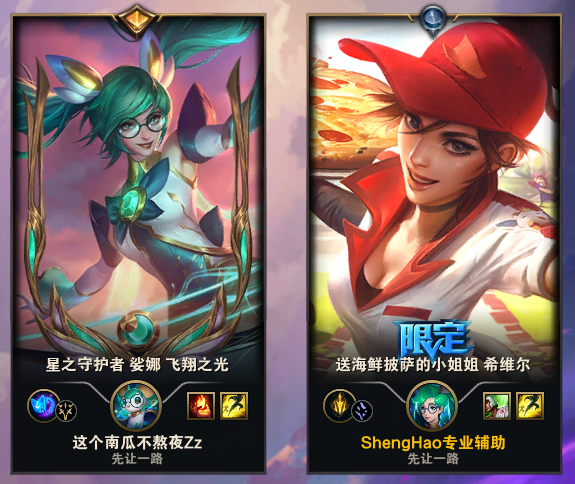 星之守护者 娑娜 飞翔之光
这个南瓜不熬夜Zz
先让一路
限定
送海鲜披萨的小姐姐 希维尔
ShengHao专业辅助
先让一路